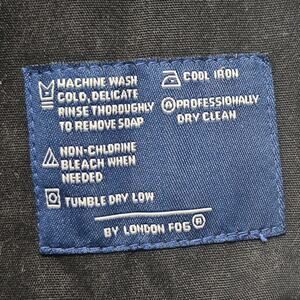 MACHINE WASH
COLD, DELICATE
RINSE THOROUGHLY
TO REMOVE SOAP
NON-CHLORINE
BLEACH WHEN
NEEDED
TUMBLE DRY LOW
COOL IRON
A PROFESSIONALLY
DRY CLEAN
BY LONDON FOG®